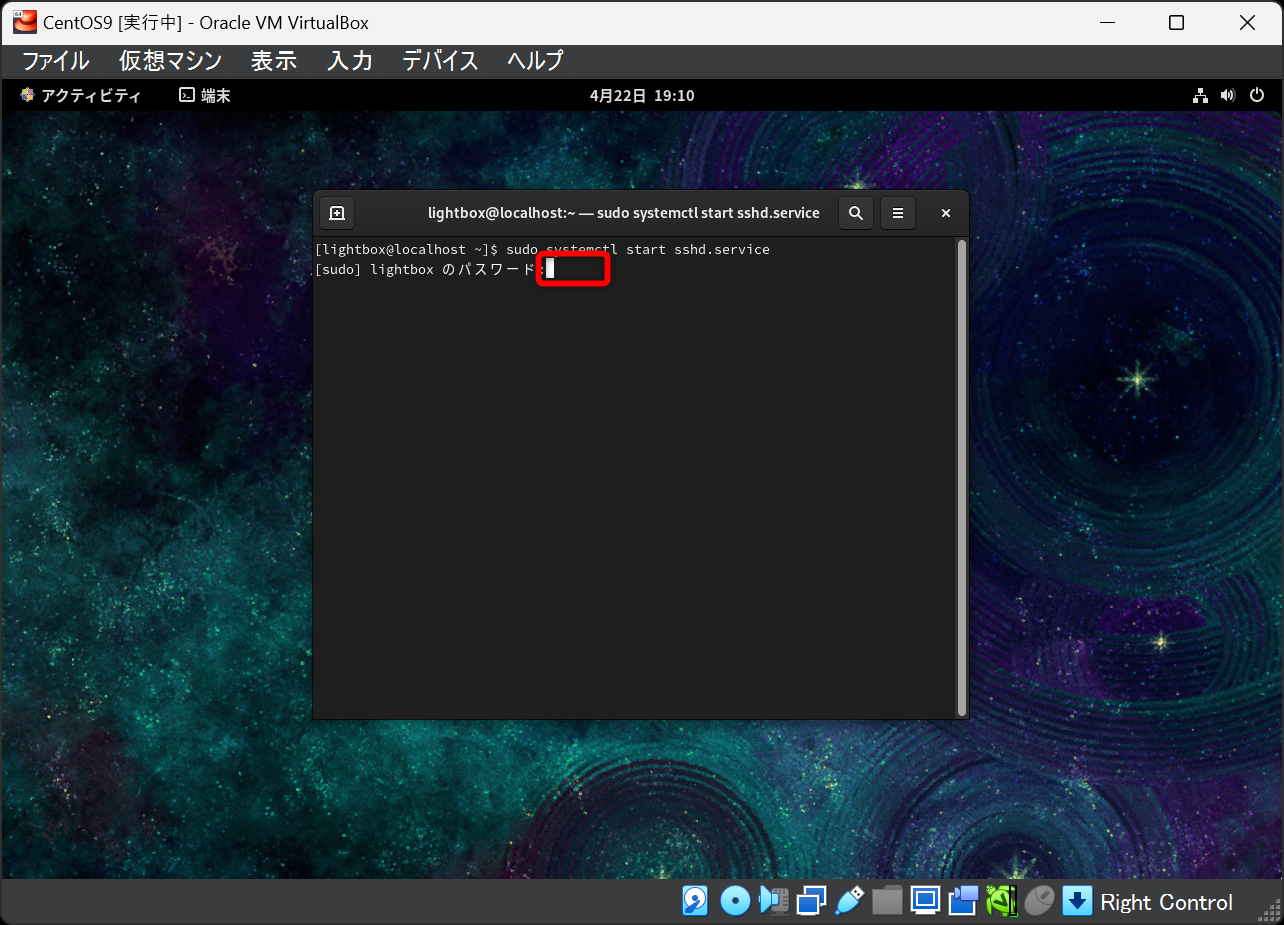 CentOS9 [実行中] - Oracle VM VirtualBox
ファイル 仮想マシン 表示 入力 デバイス ヘルプ
アクティビティ 端末 4月22日 19:10
lightbox@localhost:~ — sudo systemctl start sshd.service
[lightbox@localhost ~]$ sudo systemctl start sshd.service
[sudo] lightbox のパスワード:
Right Control